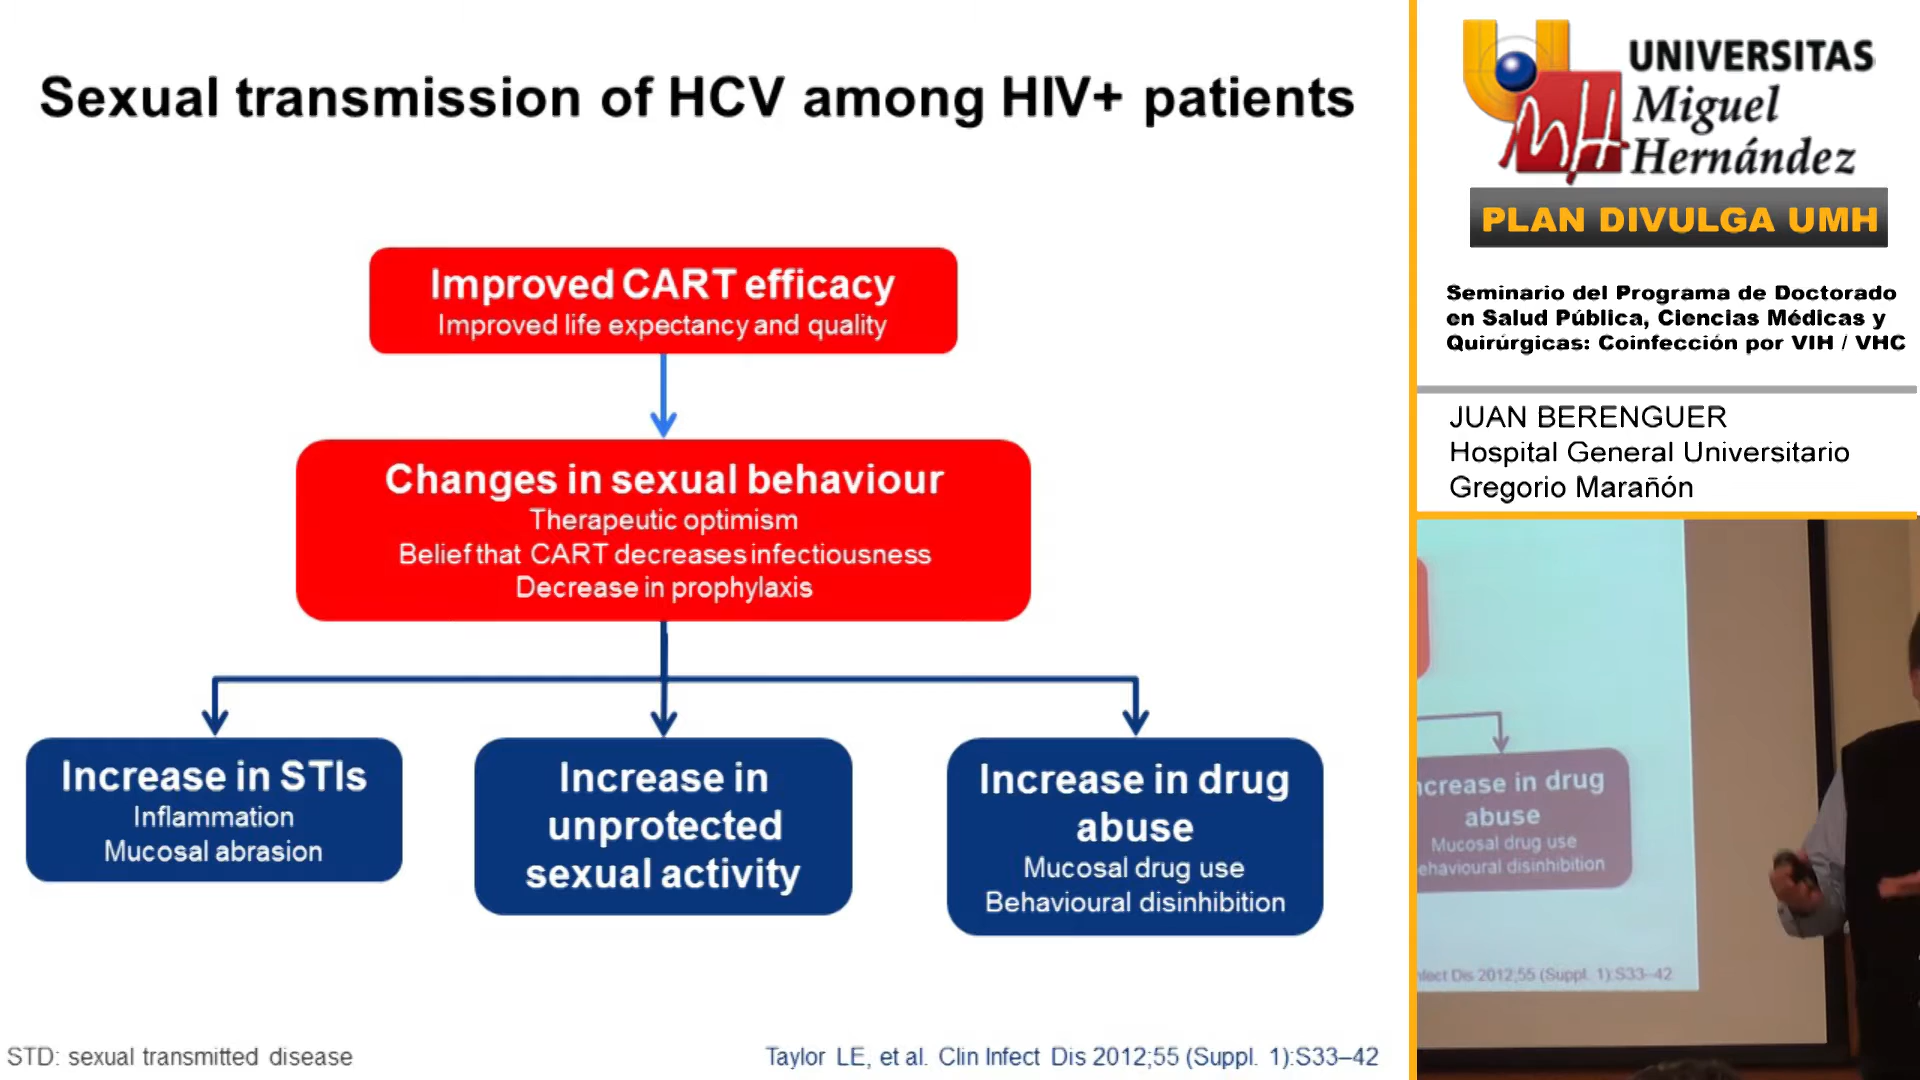 Sexual transmission of HCV among HIV+ patients
Improved CART efficacy
Improved life expectancy and quality
Changes in sexual behaviour
Therapeutic optimism
Belief that CART decreases infectiousness
Decrease in prophylaxis
Increase in STIs
Inflammation
Mucosal abrasion
Increase in
unprotected
sexual activity
Increase in drug
abuse
Mucosal drug use
Behavioural disinhibition
STD: sexual transmitted disease
Taylor LE, et al. Clin Infect Dis 2012;55 (Suppl. 1):S33–42
UNIVERSITAS
Miguel
Hernández
UMH
PLAN DIVULGA UMH
Seminario del Programa de Doctorado
en Salud Pública, Ciencias Médicas y
Quirúrgicas: Coinfección por VIH / VHC
JUAN BERENGUER
Hospital General Universitario
Gregorio Marañón
ncrease in drug
abuse
Mucosal drug use
ehavioural disinhibition
fect Dis 2012;55 (Suppl. 1):S33–42